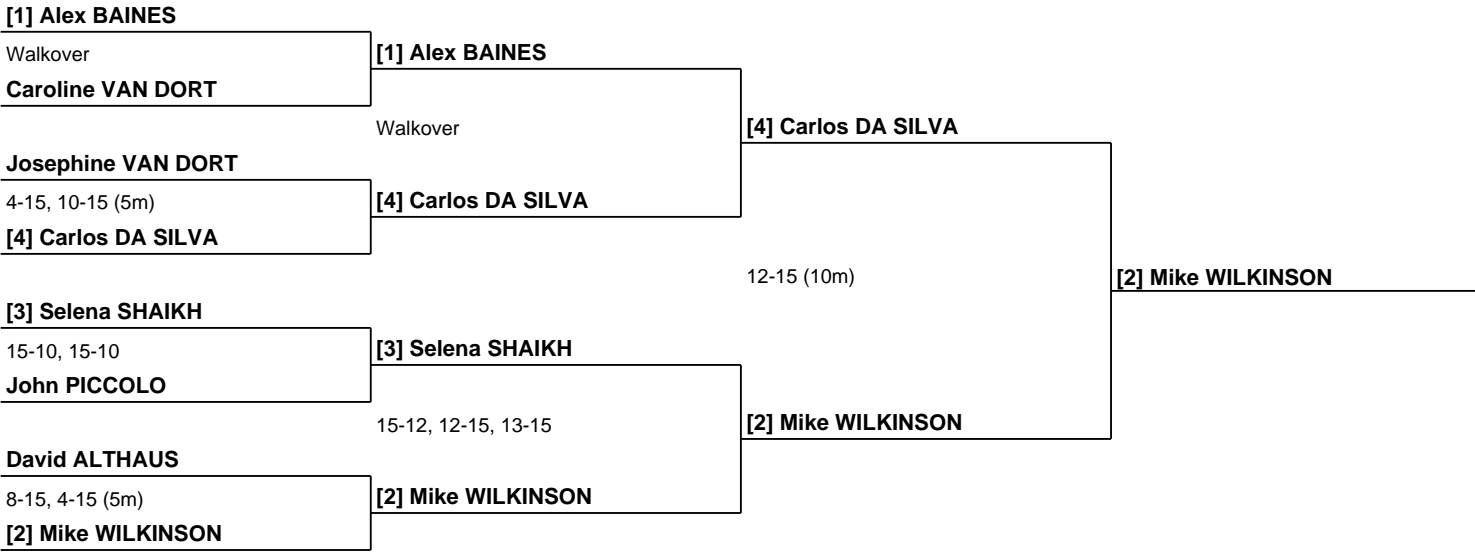 [1] Alex BAINES
Walkover
[1] Alex BAINES
Caroline VAN DORT
Walkover
[4] Carlos DA SILVA
Josephine VAN DORT
4-15, 10-15 (5m)
[4] Carlos DA SILVA
[4] Carlos DA SILVA
12-15 (10m)
[2] Mike WILKINSON
[3] Selena SHAIKH
15-10, 15-10
[3] Selena SHAIKH
John PICCOLO
15-12, 12-15, 13-15
[2] Mike WILKINSON
David ALTHAUS
8-15, 4-15 (5m)
[2] Mike WILKINSON
[2] Mike WILKINSON